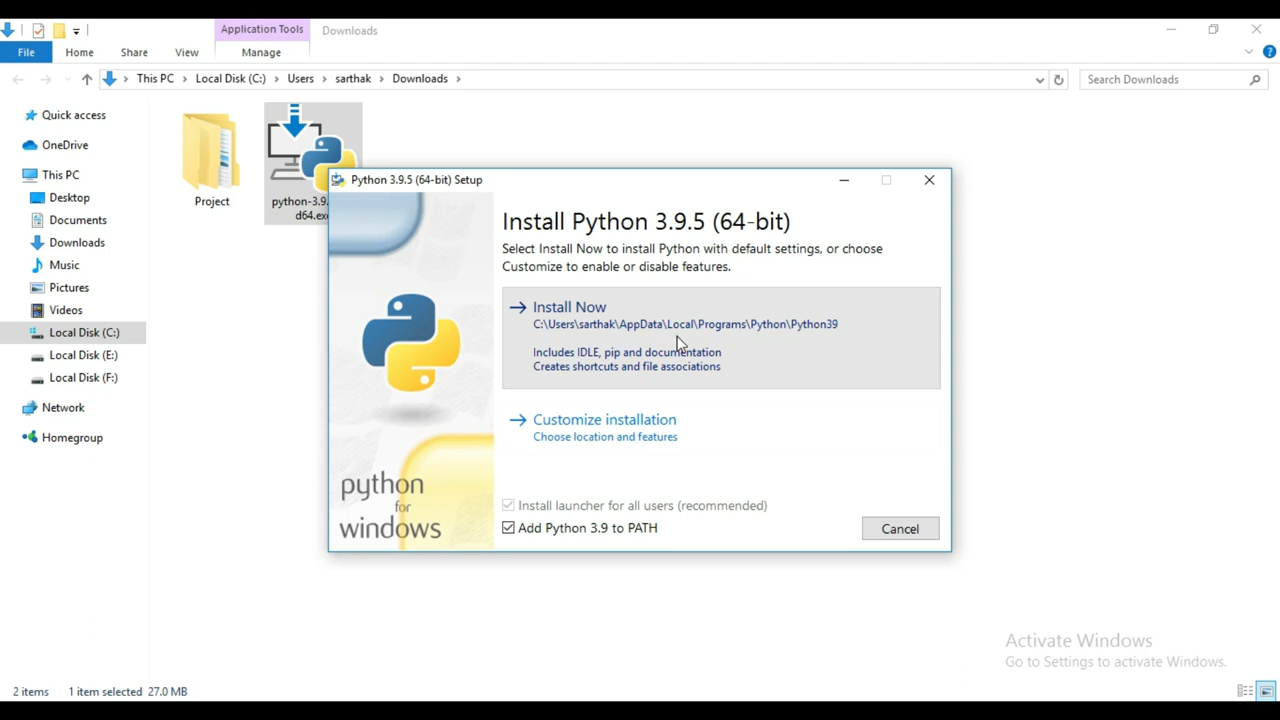 Application Tools
Downloads
File
Home
Share
View
Manage
This PC
Local Disk (C:)
Users
sarthak
Downloads
Search Downloads
Quick access
OneDrive
This PC
Desktop
Documents
Downloads
Music
Pictures
Videos
Local Disk (C:)
Local Disk (E:)
Local Disk (F:)
Network
Homegroup
Project
python-3.9.
d64.exe
Python 3.9.5 (64-bit) Setup
Install Python 3.9.5 (64-bit)
Select Install Now to install Python with default settings, or choose
Customize to enable or disable features.
Install Now
C:\Users\sarthak\AppData\Local\Programs\Python\Python39
Includes IDLE, pip and documentation
Creates shortcuts and file associations
Customize installation
Choose location and features
Install launcher for all users (recommended)
Add Python 3.9 to PATH
Cancel
python
for
windows
Activate Windows
Go to Settings to activate Windows.
2 items 1 item selected 27.0 MB